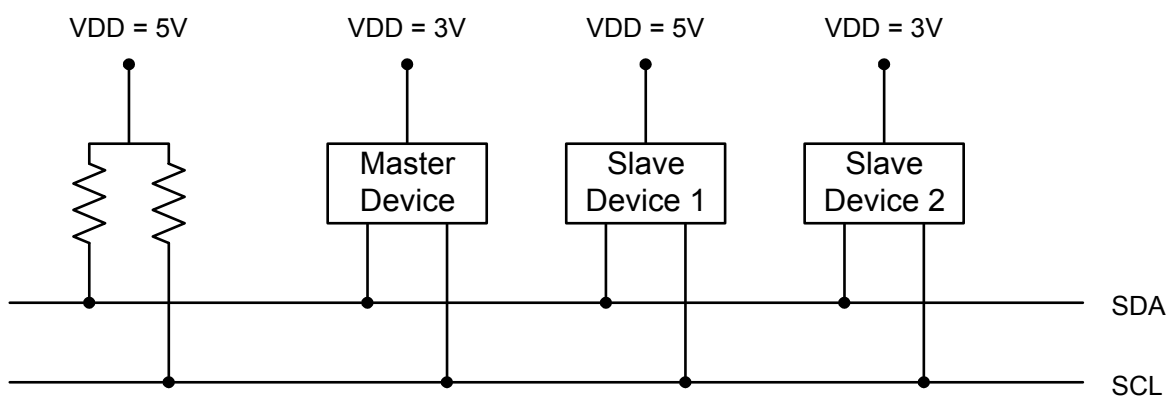 VDD = 5V
VDD = 3V
VDD = 5V
VDD = 3V
Master
Device
Slave
Device 1
Slave
Device 2
SDA
SCL